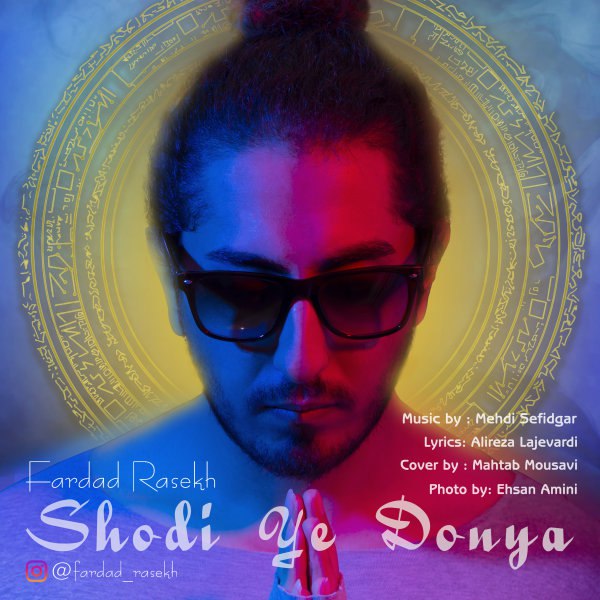 Music by : Mehdi Sefidgar
Lyrics: Alireza Lajevardi
Cover by : Mahtab Mousavi
Photo by: Ehsan Amini
Fardad Rasekh
Shodi Ye Donya
@fardad_rasekh